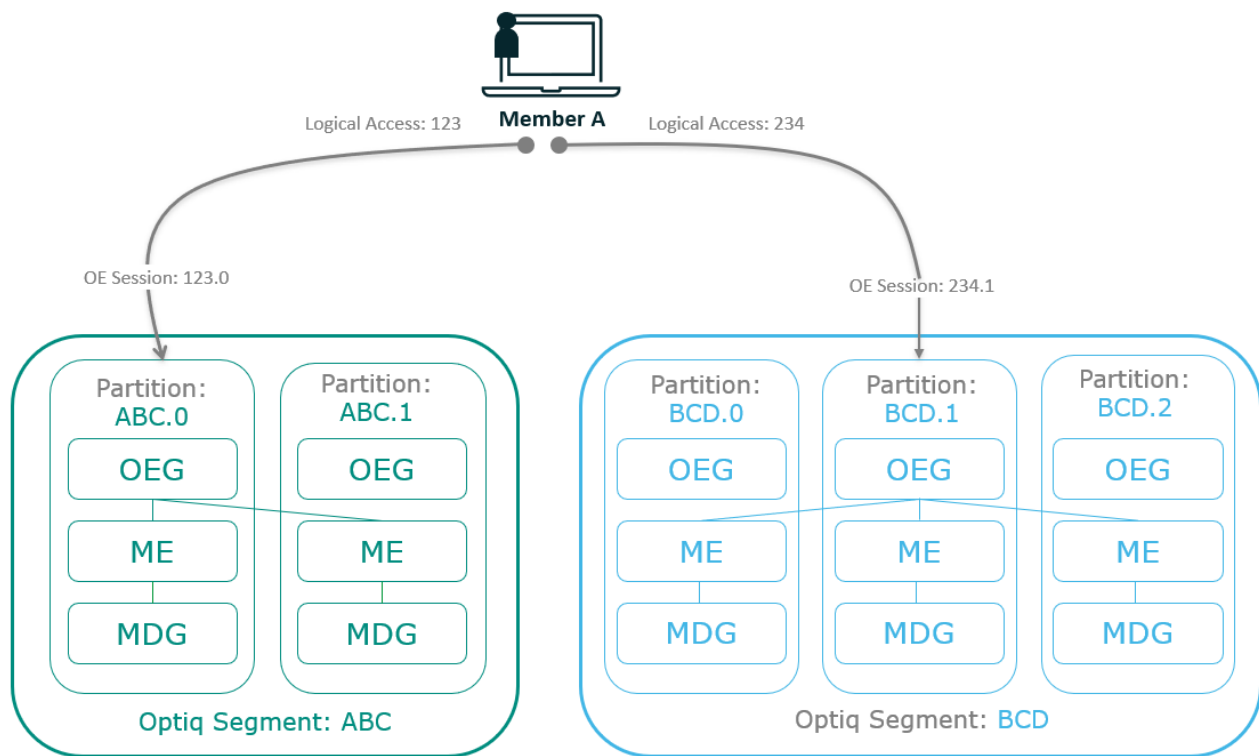 Member A
Logical Access: 123
Logical Access: 234
OE Session: 123.0
OE Session: 234.1
Partition:
ABC.0
OEG
ME
MDG
Partition:
ABC.1
OEG
ME
MDG
Optiq Segment: ABC
Partition:
BCD.0
OEG
ME
MDG
Partition:
BCD.1
OEG
ME
MDG
Partition:
BCD.2
OEG
ME
MDG
Optiq Segment: BCD